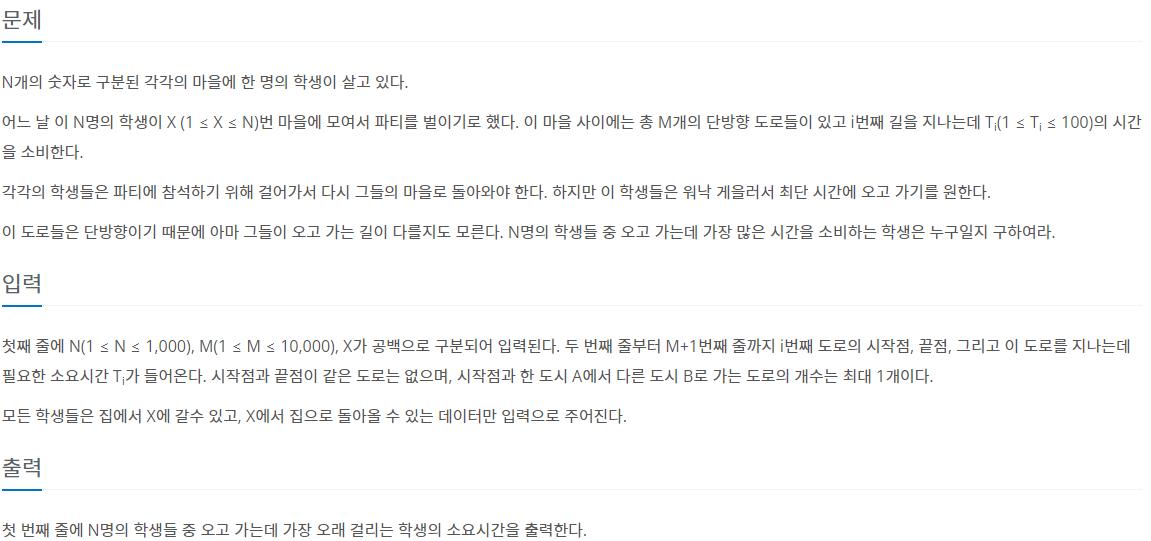 문제
N개의 숫자로 구분된 각각의 마을에 한 명의 학생이 살고 있다.
어느 날 이 N명의 학생이 X (1 ≤ X ≤ N)번 마을에 모여서 파티를 벌이기로 했다. 이 마을 사이에는 총 M개의 단방향 도로들이 있고 i번째 길을 지나는데 Ti(1 ≤ Ti ≤ 100)의 시간
을 소비한다.
각각의 학생들은 파티에 참석하기 위해 걸어가서 다시 그들의 마을로 돌아와야 한다. 하지만 이 학생들은 워낙 게을러서 최단 시간에 오고 가기를 원한다.
이 도로들은 단방향이기 때문에 아마 그들이 오고 가는 길이 다를지도 모른다. N명의 학생들 중 오고 가는데 가장 많은 시간을 소비하는 학생은 누구일지 구하여라.
입력
첫째 줄에 N(1 ≤ N ≤ 1,000), M(1 ≤ M ≤ 10,000), X가 공백으로 구분되어 입력된다. 두 번째 줄부터 M+1번째 줄까지 i번째 도로의 시작점, 끝점, 그리고 이 도로를 지나는데
필요한 소요시간 Ti가 들어온다. 시작점과 끝점이 같은 도로는 없으며, 시작점과 한 도시 A에서 다른 도시 B로 가는 도로의 개수는 최대 1개이다.
모든 학생들은 집에서 X에 갈수 있고, X에서 집으로 돌아올 수 있는 데이터만 입력으로 주어진다.
출력
첫 번째 줄에 N명의 학생들 중 오고 가는데 가장 오래 걸리는 학생의 소요시간을 출력한다.